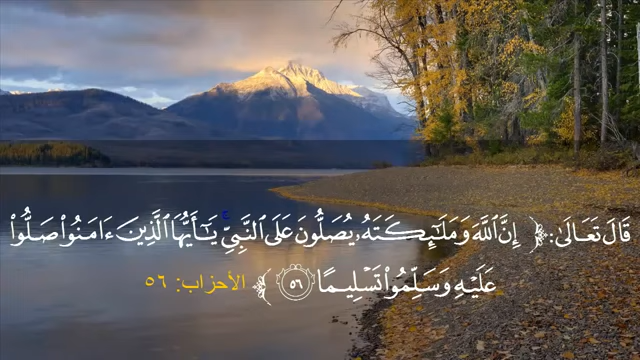 قَالَ تَعَالَىٰ: ﴿ إِنَّ ٱللَّهَ وَمَلَـٰٓئِكَتَهُۥ يُصَلُّونَ عَلَى ٱلنَّبِىِّ ۚ يَـٰٓأَيُّهَا ٱلَّذِينَ ءَامَنُوا۟ صَلُّوا۟
عَلَيْهِ وَسَلِّمُوا۟ تَسْلِيمًا ٥٦ ﴾ الأحزاب: ٥٦